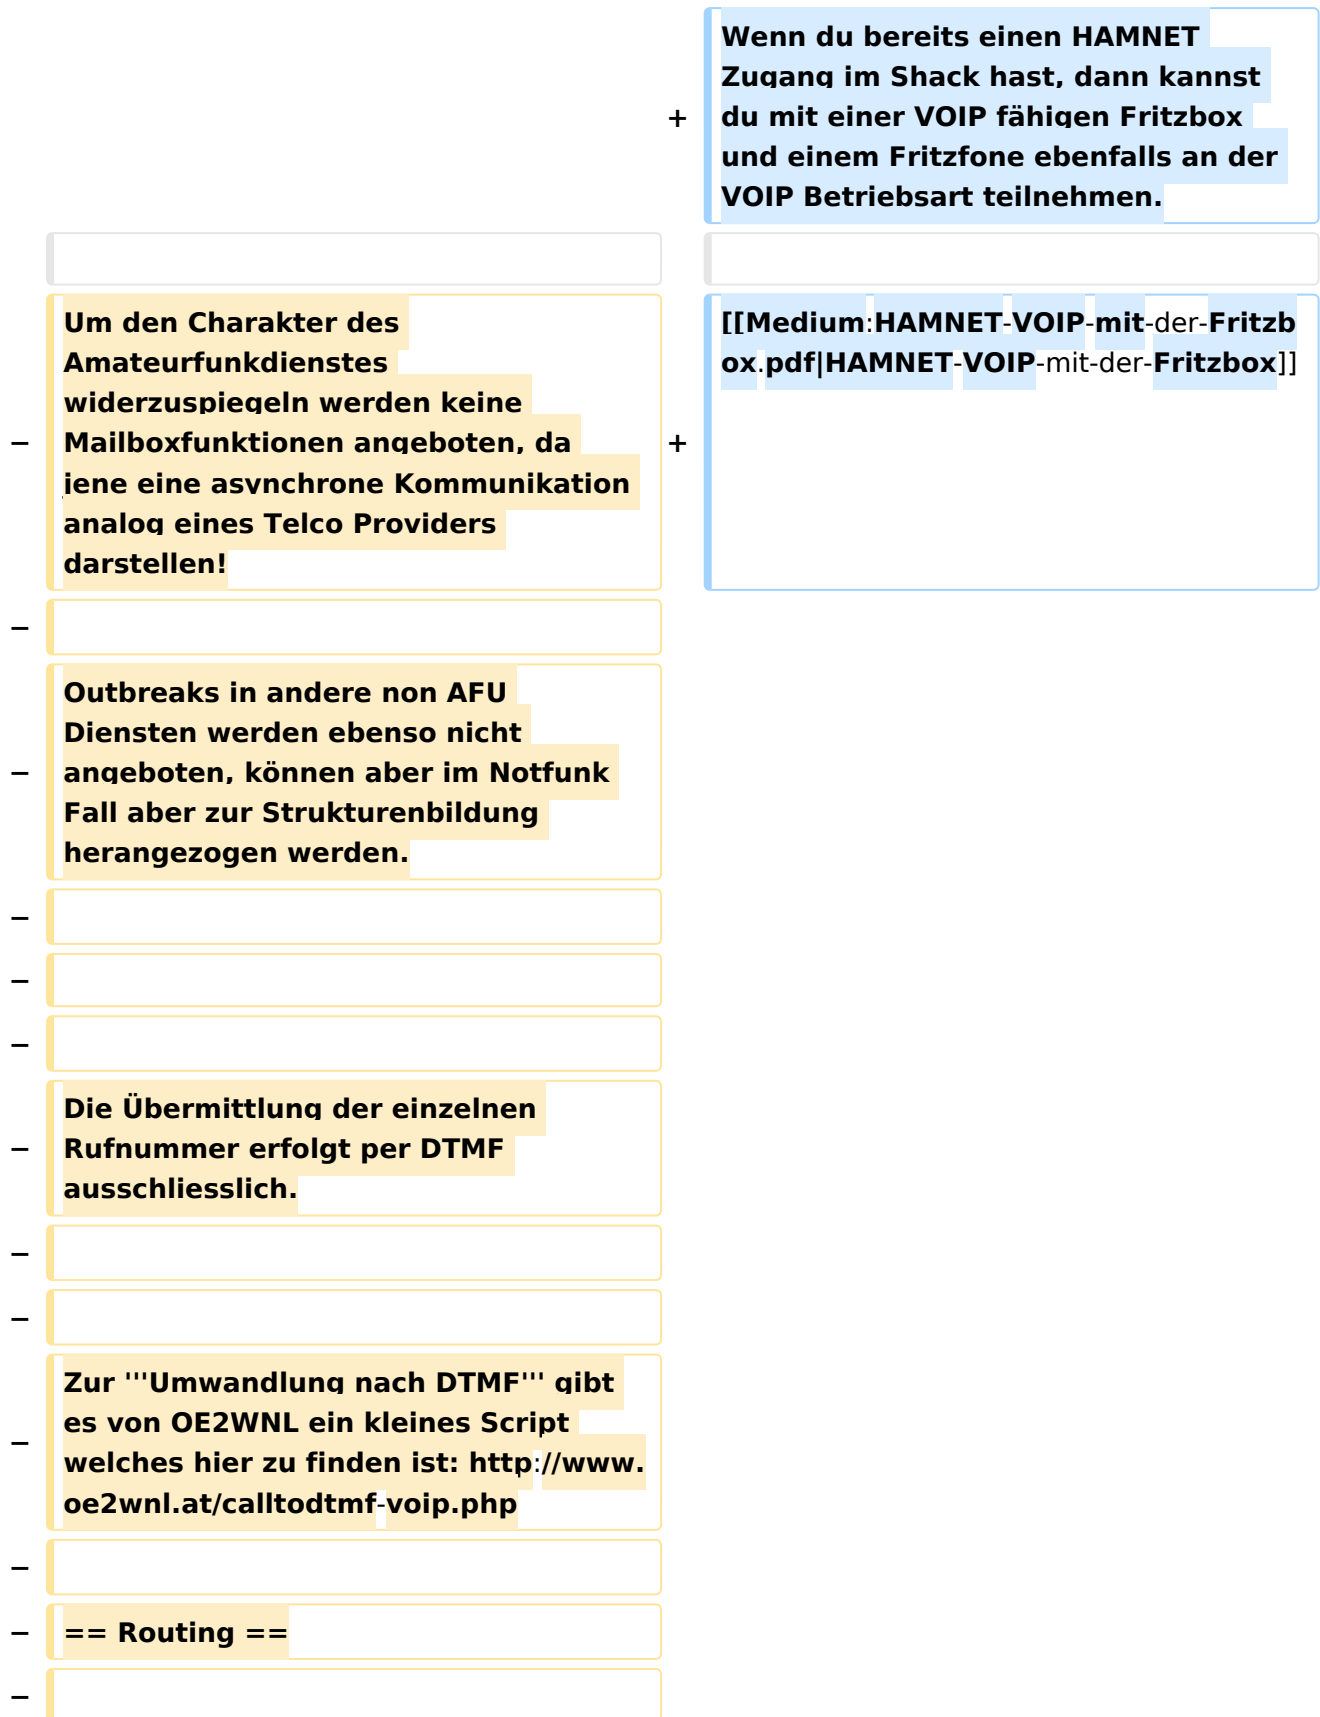 Wenn du bereits einen HAMNET
Zugang im Shack hast, dann kannst
+ du mit einer VOIP fähigen Fritzbox
und einem Fritzfone ebenfalls an der
VOIP Betriebsart teilnehmen.
Um den Charakter des
Amateurfunkdienstes
widerzuspiegeln werden keine
− Mailboxfunktionen angeboten, da
jene eine asynchrone Kommunikation
analog eines Telco Providers
darstellen!
+ [[Medium:HAMNET-VOIP-mit-der-Fritzb
ox.pdf|HAMNET-VOIP-mit-der-Fritzbox]]
−
Outbreaks in andere non AFU
Diensten werden ebenso nicht
− angeboten, können aber im Notfunk
Fall aber zur Strukturenbildung
herangezogen werden.
−
−
−
Die Übermittlung der einzelnen
− Rufnummer erfolgt per DTMF
ausschliesslich.
−
−
Zur '''Umwandlung nach DTMF''' gibt
es von OE2WNL ein kleines Script
− welches hier zu finden ist: http://www.
oe2wnl.at/calltodtmf-voip.php
−
− == Routing ==
−